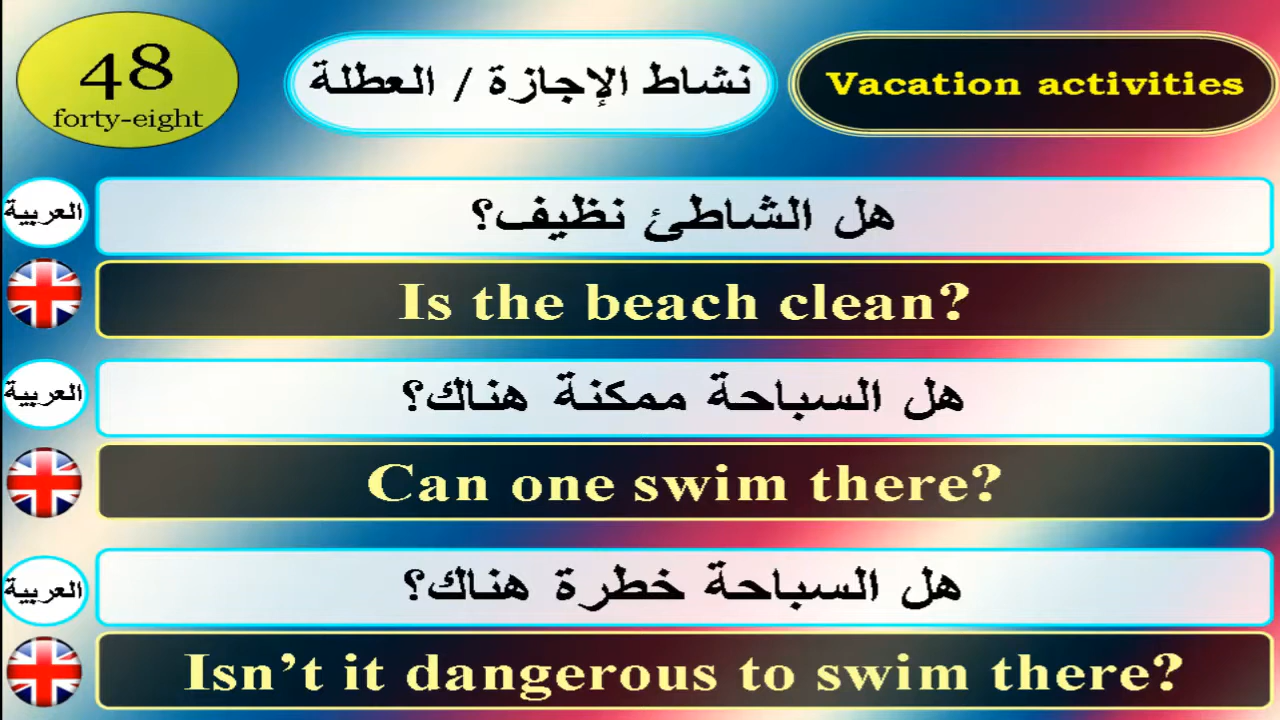 48
forty-eight
نشاط الإجازة / العطلة
Vacation activities
العربية
هل الشاطئ نظيف؟
Is the beach clean?
العربية
هل السباحة ممكنة هناك؟
Can one swim there?
العربية
هل السباحة خطرة هناك؟
Isn't it dangerous to swim there?